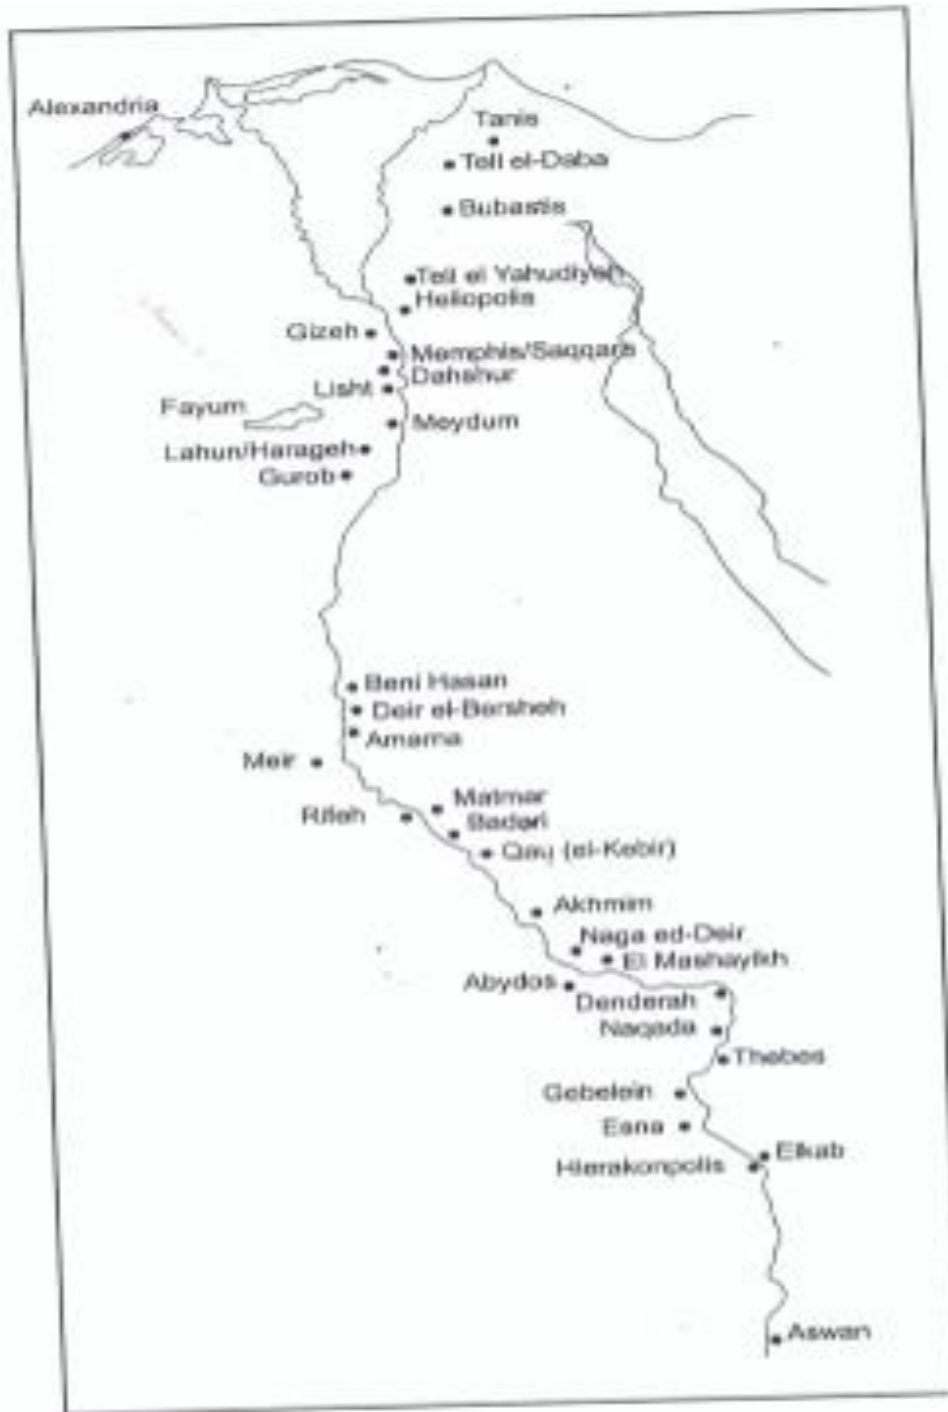 Alexandria
Tanis
Tell el-Daba
Bubastis
Tell el Yahudiyeh
Heliopolis
Gizeh
Memphis/Saqqara
Dahshur
Lisht
Fayum
Meydum
Lahun/Harageh
Gurob
Beni Hasan
Deir el-Bersheh
Amarna
Meir
Matmar
Rifeh
Badari
Qau (el-Kebir)
Akhmim
Naga ed-Deir
El Mashayikh
Abydos
Denderah
Naqada
Thebes
Gebelein
Esna
Elkab
Hierakonpolis
Aswan